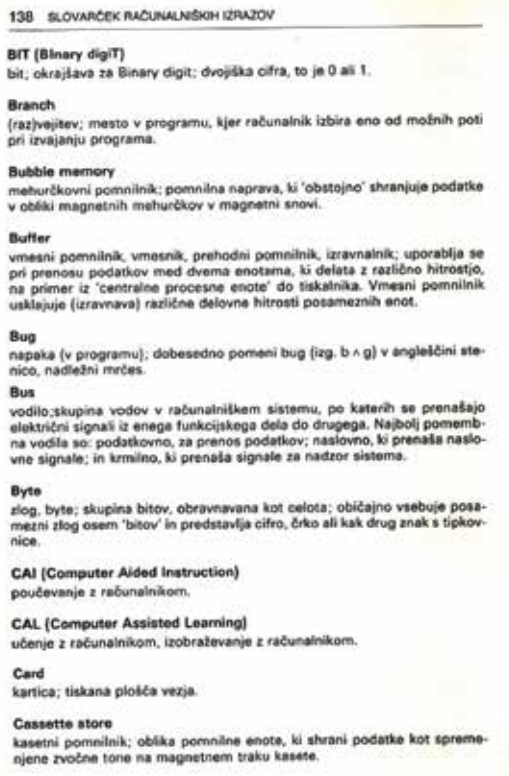 138 SLOVARČEK RAČUNALNIŠKIH IZRAZOV
BIT (BInary digiT)
bit; okrajšava za Binary digit; dvojiška cifra, to je 0 ali 1.
Branch
(raz)vejitev; mesto v programu, kjer računalnik izbira eno od možnih poti
pri izvajanju programa.
Bubble memory
mehurčkovni pomnilnik; pomnilna naprava, ki 'obstojno' shranjuje podatke
v obliki magnetnih mehurčkov v magnetni snovi.
Buffer
vmesni pomnilnik, vmesnik, prehodni pomnilnik, izravnalnik; uporablja se
pri prenosu podatkov med dvema enotama, ki delata z različno hitrostjo,
na primer iz 'centralne procesne enote' do tiskalnika. Vmesni pomnilnik
usklajuje (izravnava) različne delovne hitrosti posameznih enot.
Bug
napaka (v programu); dobesedno pomeni bug (izg. b ʌ g) v angleščini ste-
nico, nadležni mrčes.
Bus
vodilo;skupina vodov v računalniškem sistemu, po katerih se prenašajo
električni signali iz enega funkcijskega dela do drugega. Najbolj pomemb-
na vodila so: podatkovno, za prenos podatkov; naslovno, ki prenaša naslo-
vne signale; in krmilno, ki prenaša signale za nadzor sistema.
Byte
zlog, byte; skupina bitov, obravnavana kot celota; običajno vsebuje posa-
mezni zlog osem 'bitov' in predstavlja cifro, črko ali kak drug znak s tipkov-
nice.
CAI (Computer Aided Instruction)
poučevanje z računalnikom.
CAL (Computer Assisted Learning)
učenje z računalnikom, izobraževanje z računalnikom.
Card
kartica; tiskana plošča vezja.
Cassette store
kasetni pomnilnik; oblika pomnilne enote, ki shrani podatke kot spreme-
njene zvočne tone na magnetnem traku kasete.